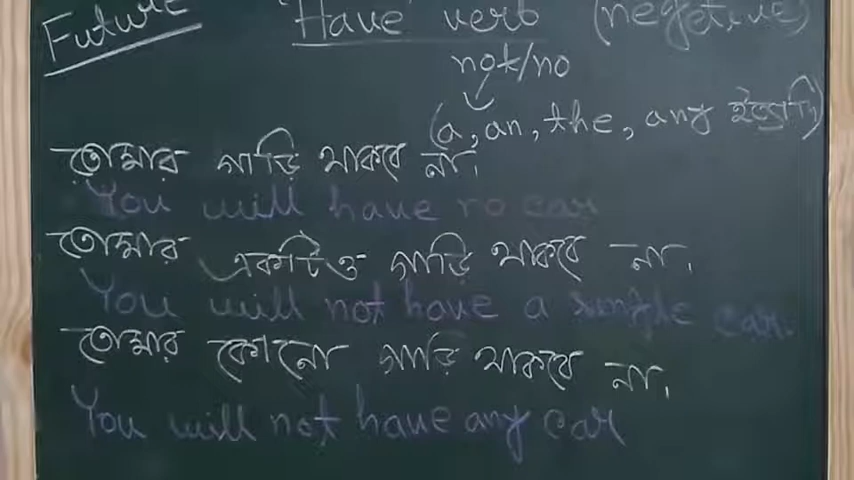 Future 'Have' verb (negetive)
not/no
(a, an, the, any ইত্যাদি)
তোমার গাড়ি থাকবে না।
You will have no car
তোমার একটিও গাড়ি থাকবে না।
You will not have a single car.
তোমার কোনো গাড়ি থাকবে না।
You will not have any car